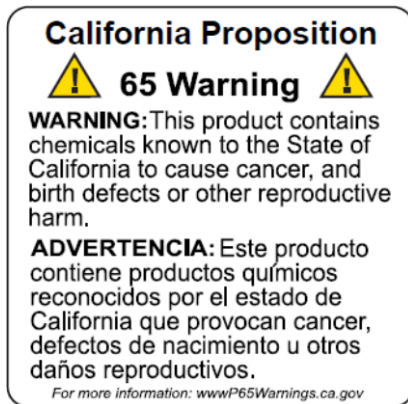 California Proposition
65 Warning
WARNING: This product contains
chemicals known to the State of
California to cause cancer, and
birth defects or other reproductive
harm.
ADVERTENCIA: Este producto
contiene productos químicos
reconocidos por el estado de
California que provocan cancer,
defectos de nacimiento u otros
daños reproductivos.
For more information: wwwP65Warnings.ca.gov